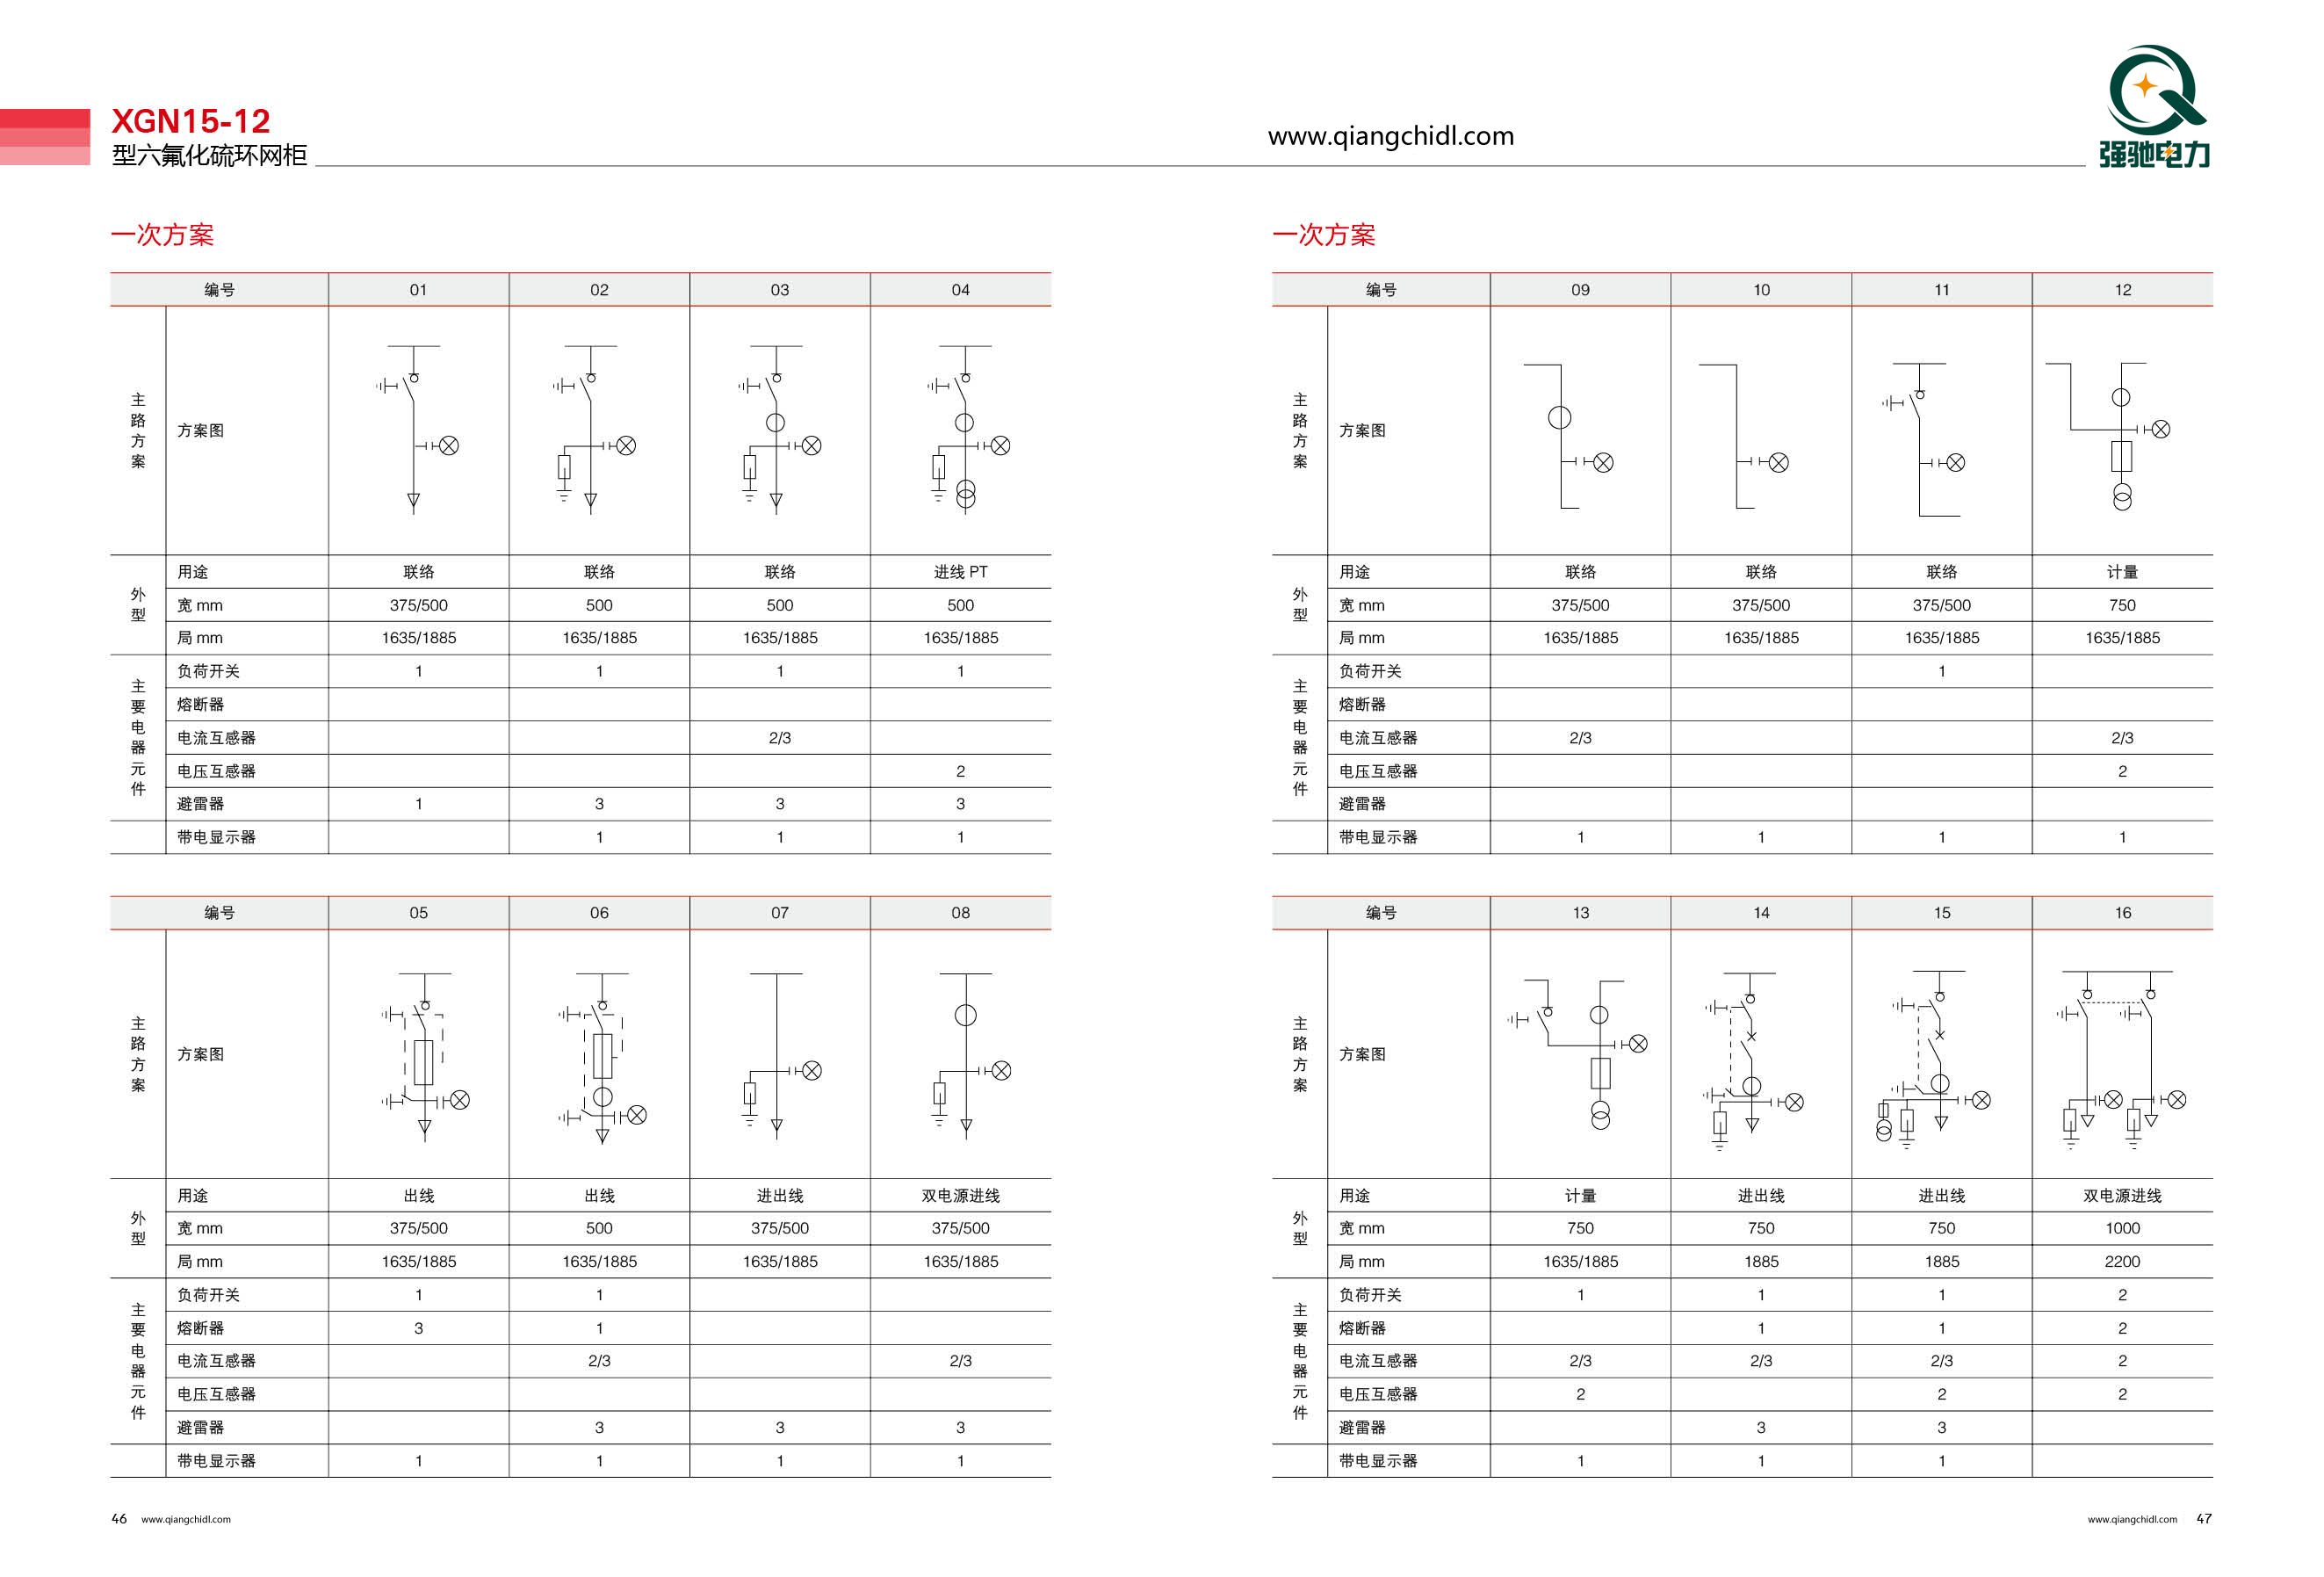 XGN15-12
型六氟化硫环网柜
www.qiangchidl.com
强驰电力
一次方案
编号 01 02 03 04
主路方案 方案图
外型 用途 联络 联络 联络 进线 PT
宽 mm 375/500 500 500 500
局 mm 1635/1885 1635/1885 1635/1885 1635/1885
主要电器元件 负荷开关 1 1 1 1
熔断器
电流互感器 2/3
电压互感器 2
避雷器 1 3 3 3
带电显示器 1 1 1
编号 05 06 07 08
主路方案 方案图
外型 用途 出线 出线 进出线 双电源进线
宽 mm 375/500 500 375/500 375/500
局 mm 1635/1885 1635/1885 1635/1885 1635/1885
主要电器元件 负荷开关 1 1
熔断器 3 1
电流互感器 2/3 2/3
电压互感器
避雷器 3 3 3
带电显示器 1 1 1 1
46 www.qiangchidl.com
一次方案
编号 09 10 11 12
主路方案 方案图
外型 用途 联络 联络 联络 计量
宽 mm 375/500 375/500 375/500 750
局 mm 1635/1885 1635/1885 1635/1885 1635/1885
主要电器元件 负荷开关 1
熔断器
电流互感器 2/3 2/3
电压互感器 2
避雷器
带电显示器 1 1 1 1
编号 13 14 15 16
主路方案 方案图
外型 用途 计量 进出线 进出线 双电源进线
宽 mm 750 750 750 1000
局 mm 1635/1885 1885 1885 2200
主要电器元件 负荷开关 1 1 1 2
熔断器 1 1 2
电流互感器 2/3 2/3 2/3 2
电压互感器 2 2 2
避雷器 3 3
带电显示器 1 1 1
www.qiangchidl.com 47